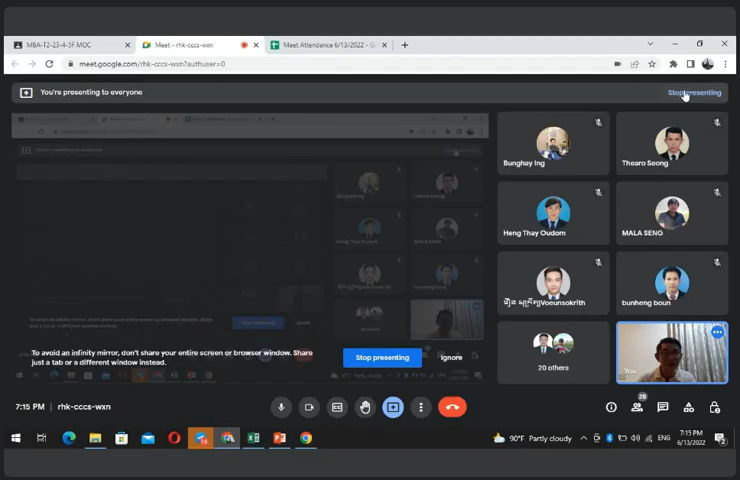 MBA-T2-23-4-5F MOC
Meet - rhk-cccs-wxn
Meet Attendance 6/13/2022 - G
meet.google.com/rhk-cccs-wxn?authuser=0
You're presenting to everyone
Stop presenting
Bunghay Ing
Thearo Seong
Heng Thay Oudom
MALA SENG
Voeunsokrith
bunheng boun
20 others
You
To avoid an infinity mirror, don't share your entire screen or browser window. Share
just a tab or a different window instead.
Stop presenting
Ignore
7:15 PM
rhk-cccs-wxn
28
90°F Partly cloudy
ENG
7:15 PM
6/13/2022